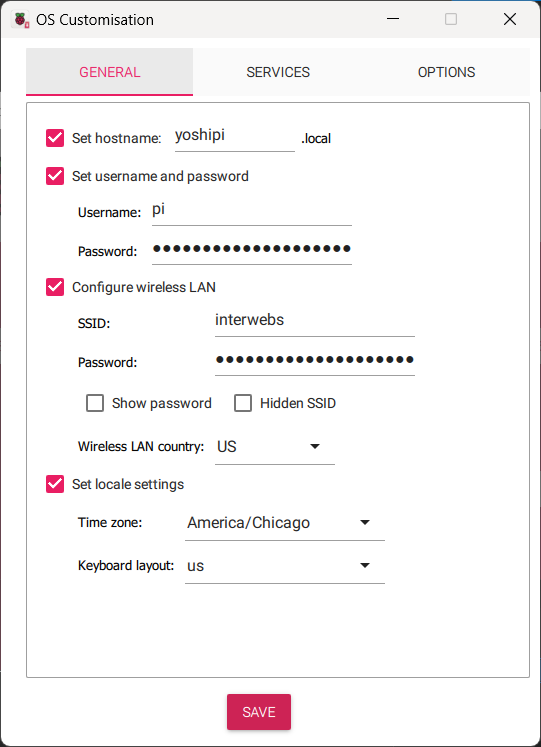 OS Customisation
GENERAL SERVICES OPTIONS
Set hostname: yoshipi .local
Set username and password
Username: pi
Password: ••••••••••••••••••••
Configure wireless LAN
SSID: interwebs
Password: ••••••••••••••••••••
Show password Hidden SSID
Wireless LAN country: US
Set locale settings
Time zone: America/Chicago
Keyboard layout: us
SAVE